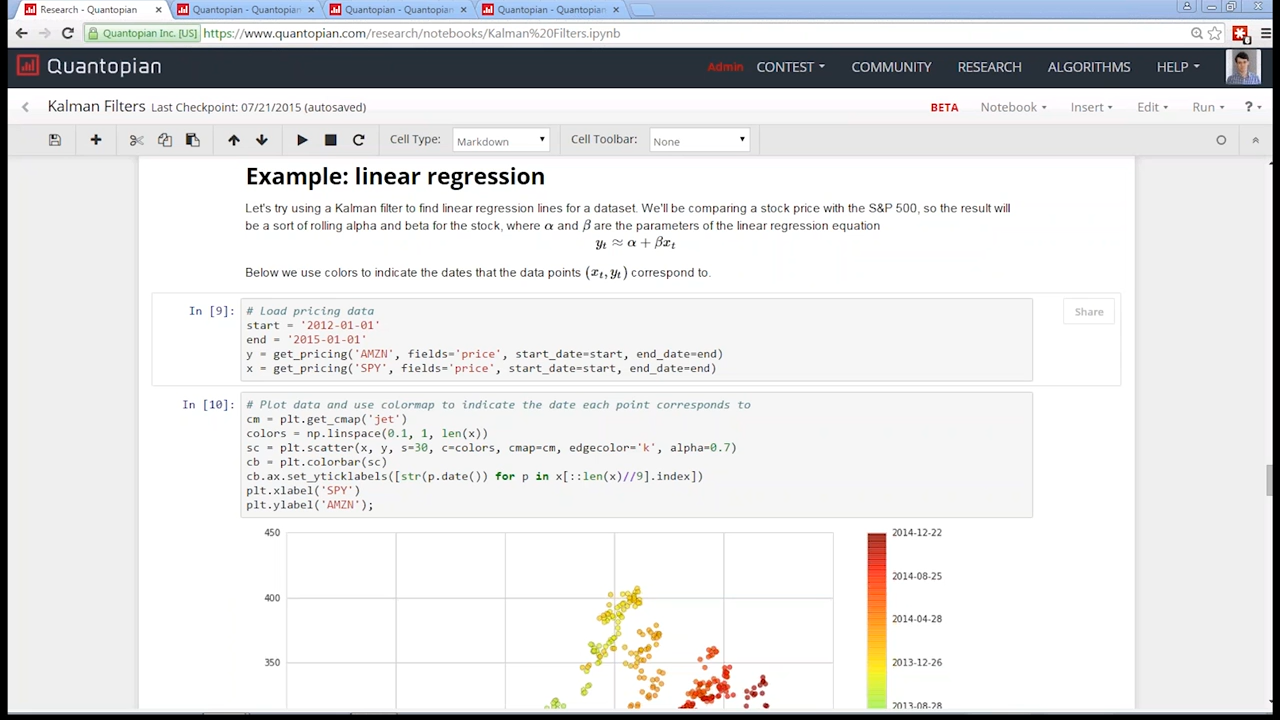 Research - Quantopian × Quantopian - Quantopian × Quantopian - Quantopian × Quantopian - Quantopian ×
Quantopian Inc. [US] https://www.quantopian.com/research/notebooks/Kalman%20Filters.ipynb
Quantopian Admin CONTEST COMMUNITY RESEARCH ALGORITHMS HELP
Kalman Filters Last Checkpoint: 07/21/2015 (autosaved) BETA Notebook Insert Edit Run ?
Cell Type: Markdown Cell Toolbar: None
Example: linear regression
Let's try using a Kalman filter to find linear regression lines for a dataset. We'll be comparing a stock price with the S&P 500, so the result will
be a sort of rolling alpha and beta for the stock, where α and β are the parameters of the linear regression equation
yₜ ≈ α + βxₜ
Below we use colors to indicate the dates that the data points (xₜ, yₜ) correspond to.
In [9]: # Load pricing data Share
start = '2012-01-01'
end = '2015-01-01'
y = get_pricing('AMZN', fields='price', start_date=start, end_date=end)
x = get_pricing('SPY', fields='price', start_date=start, end_date=end)
In [10]: # Plot data and use colormap to indicate the date each point corresponds to
cm = plt.get_cmap('jet')
colors = np.linspace(0.1, 1, len(x))
sc = plt.scatter(x, y, s=30, c=colors, cmap=cm, edgecolor='k', alpha=0.7)
cb = plt.colorbar(sc)
cb.ax.set_yticklabels([str(p.date()) for p in x[::len(x)//9].index])
plt.xlabel('SPY')
plt.ylabel('AMZN');
450 2014-12-22
2014-08-25
400 2014-04-28
350 2013-12-26
2013-08-28